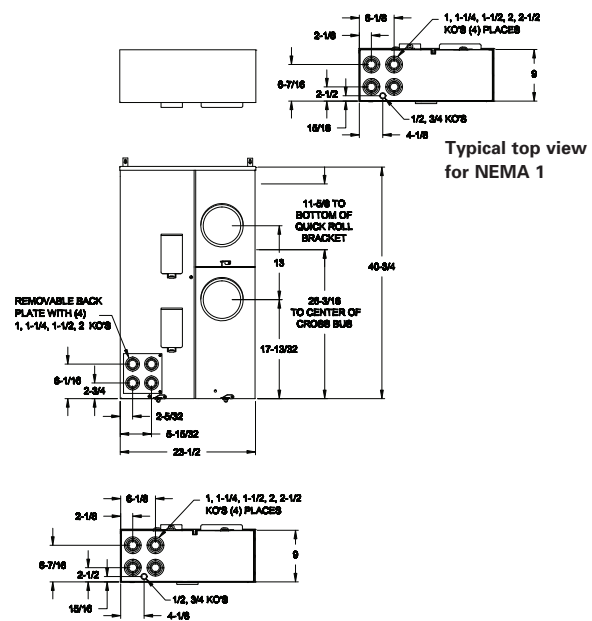 6-1/8
1, 1-1/4, 1-1/2, 2, 2-1/2
KO'S (4) PLACES
2-1/8
6-7/16
2-1/2
9
15/16
1/2, 3/4 KO'S
4-1/8
Typical top view
for NEMA 1
11-5/8 TO
BOTTOM OF
QUICK ROLL
BRACKET
13
40-3/4
26-3/16
TO CENTER OF
CROSS BUS
REMOVABLE BACK
PLATE WITH (4)
1, 1-1/4, 1-1/2, 2 KO'S
17-13/32
6-1/16
2-3/4
2-5/32
5-15/32
23-1/2
6-1/8
1, 1-1/4, 1-1/2, 2, 2-1/2
KO'S (4) PLACES
2-1/8
6-7/16
2-1/2
9
15/16
1/2, 3/4 KO'S
4-1/8